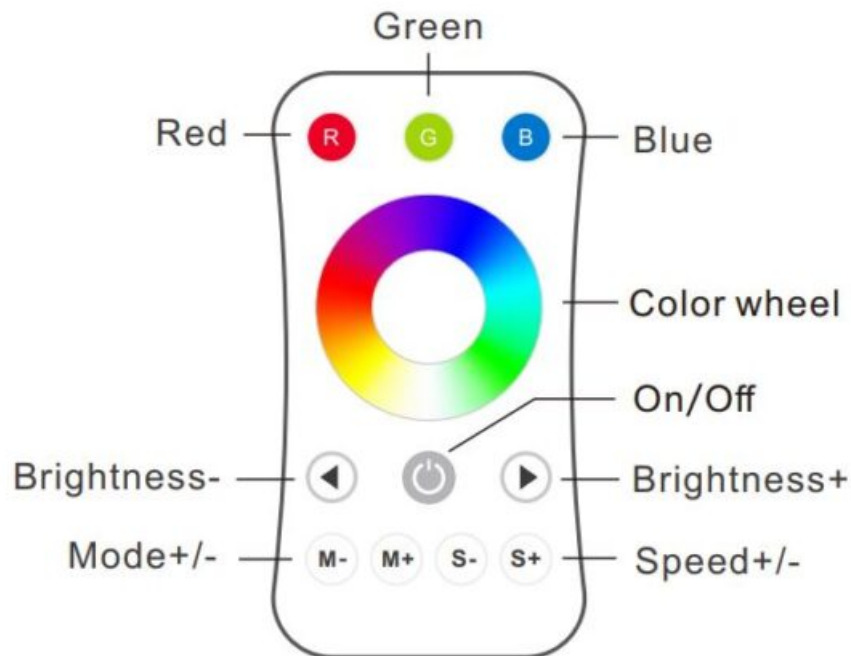 Green
Red R G B Blue
Color wheel
On/Off
Brightness- Brightness+
Mode+/- M- M+ S- S+ Speed+/-